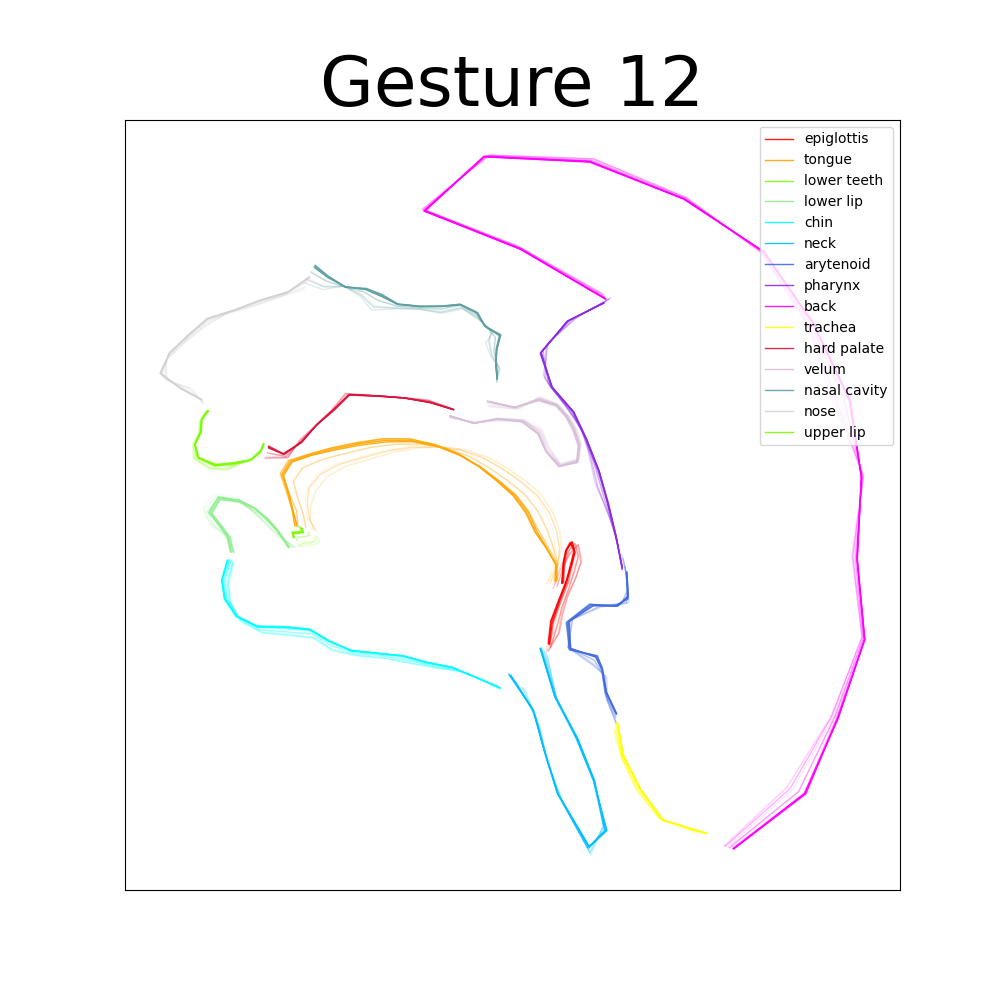 Gesture 12
epiglottis
tongue
lower teeth
lower lip
chin
neck
arytenoid
pharynx
back
trachea
hard palate
velum
nasal cavity
nose
upper lip